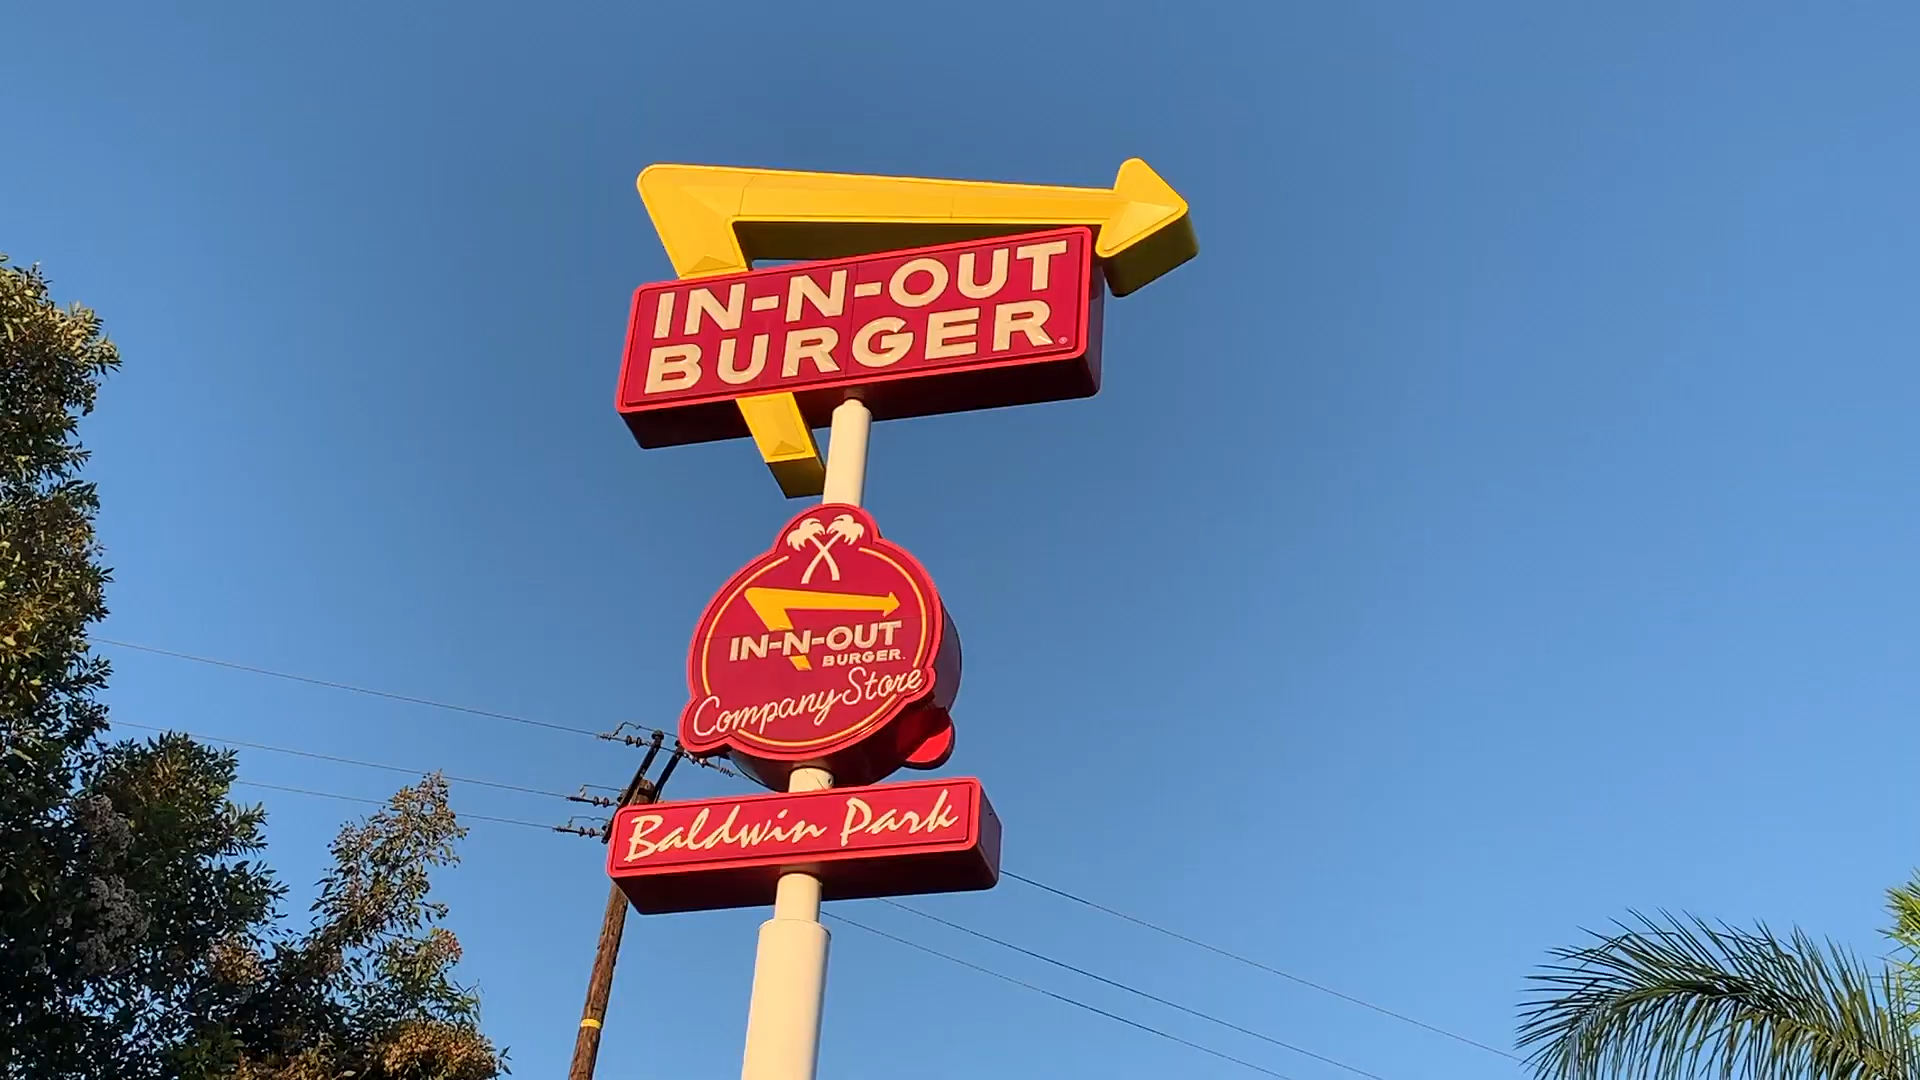 IN-N-OUT
BURGER®
IN-N-OUT
BURGER.
Company Store
Baldwin Park